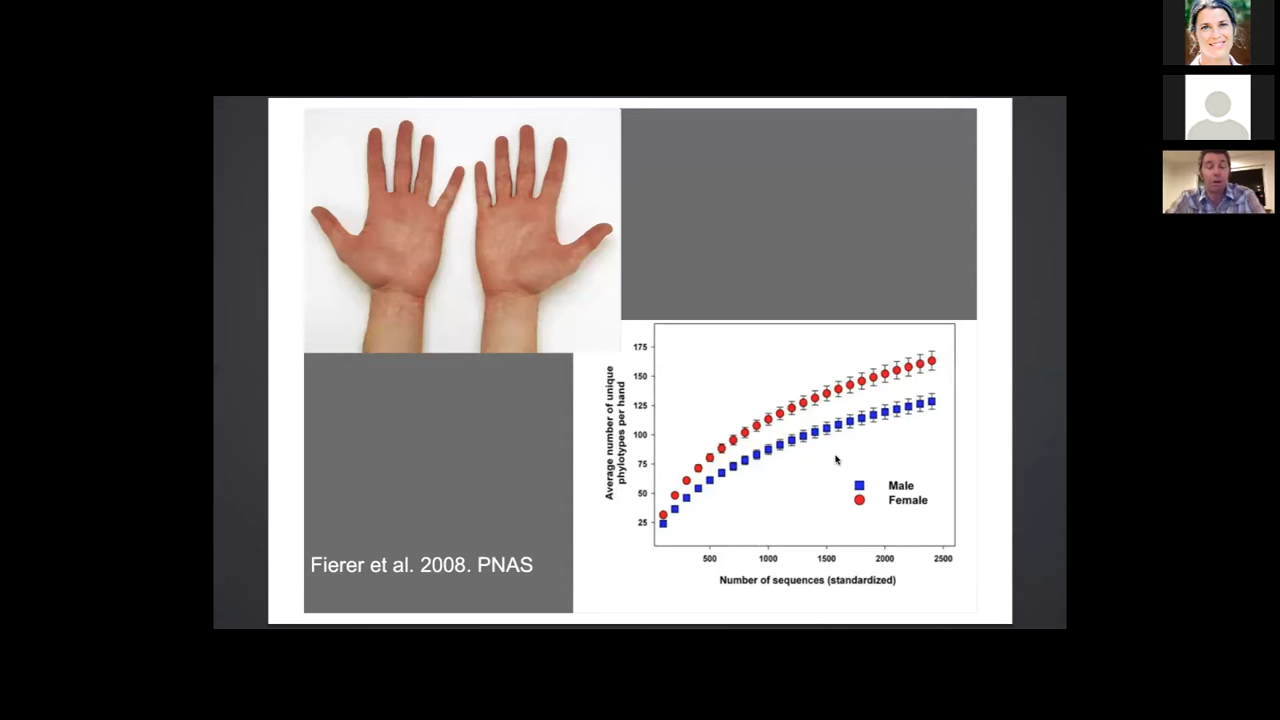 175
150
125
100
75
50
25
Average number of unique
phylotypes per hand
Male
Female
500 1000 1500 2000 2500
Number of sequences (standardized)
Fierer et al. 2008. PNAS